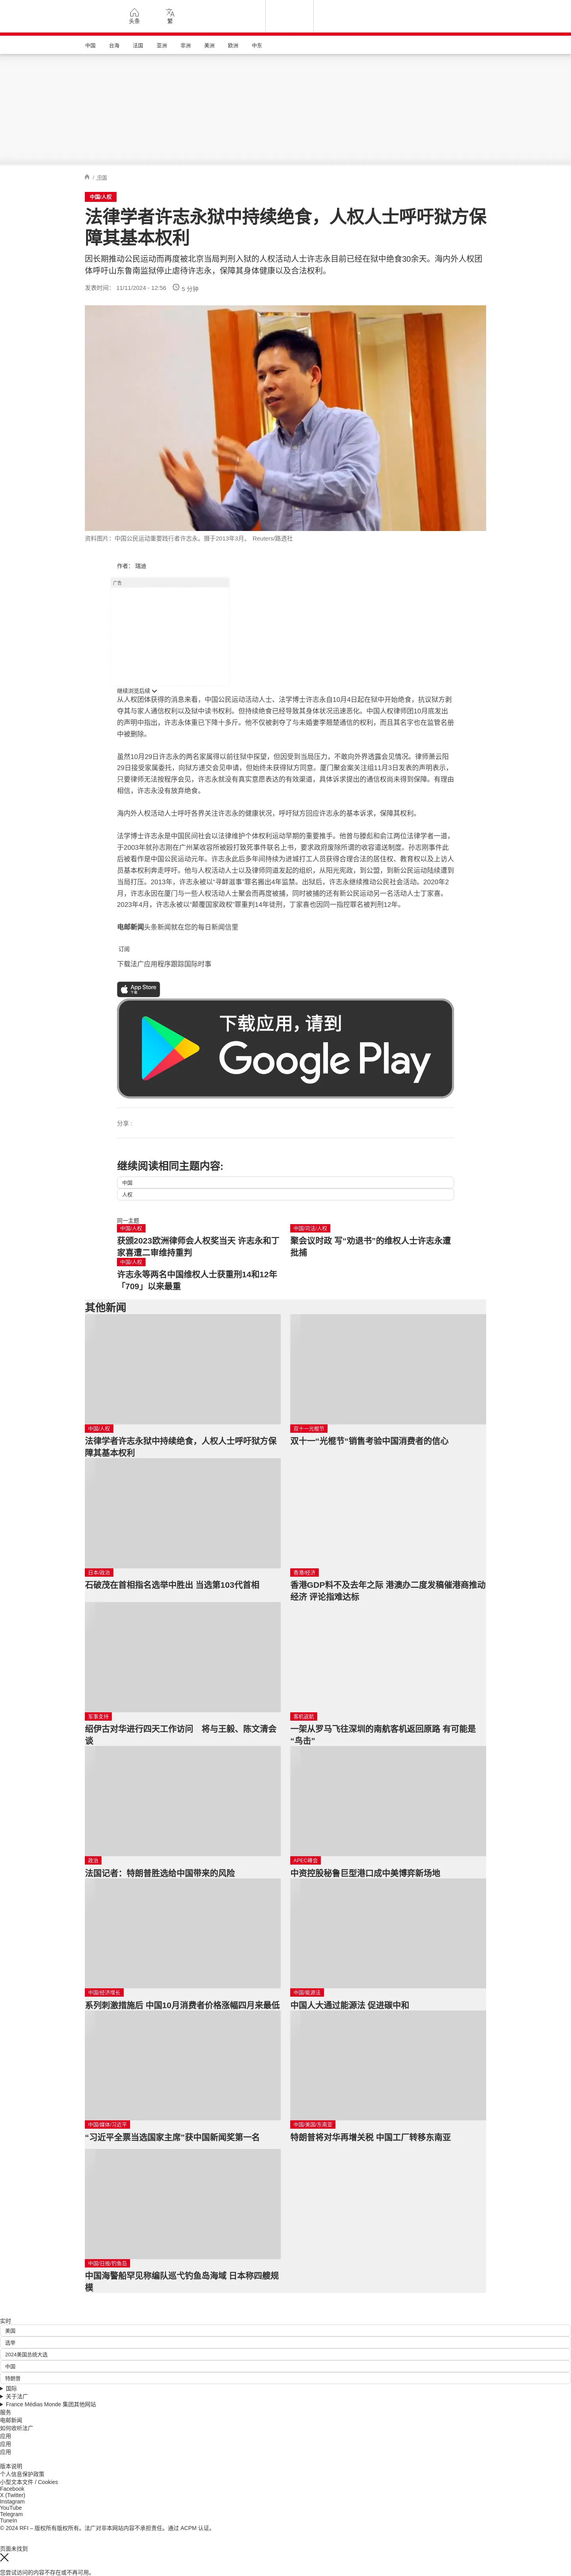 头条
繁
中国
台海
法国
亚洲
非洲
美洲
欧洲
中东
/ 中国
中国/人权
法律学者许志永狱中持续绝食，人权人士呼吁狱方保
障其基本权利
因长期推动公民运动而再度被北京当局判刑入狱的人权活动人士许志永目前已经在狱中绝食30余天。海内外人权团
体呼吁山东鲁南监狱停止虐待许志永，保障其身体健康以及合法权利。
发表时间： 11/11/2024 - 12:56 5 分钟
资料图片：中国公民运动重要践行者许志永。摄于2013年3月。 Reuters/路透社
作者： 瑞迪
广告
继续浏览后续
从人权团体获得的消息来看，中国公民运动活动人士、法学博士许志永自10月4日起在狱中开始绝食，抗议狱方剥
夺其与家人通信权利以及狱中读书权利。但持续绝食已经导致其身体状况迅速恶化。中国人权律师团10月底发出
的声明中指出，许志永体重已下降十多斤。他不仅被剥夺了与未婚妻李翘楚通信的权利，而且其名字也在监管名册
中被删除。
虽然10月29日许志永的两名家属得以前往狱中探望，但因受到当局压力，不敢向外界透露会见情况。律师萧云阳
29日接受家属委托，向狱方递交会见申请，但始终未获得狱方同意。厦门聚会案关注组11月3日发表的声明表示，
只要律师无法按程序会见，许志永就没有真实意愿表达的有效渠道，具体诉求提出的通信权尚未得到保障。有理由
相信，许志永没有放弃绝食。
海内外人权活动人士呼吁各界关注许志永的健康状况，呼吁狱方回应许志永的基本诉求，保障其权利。
法学博士许志永是中国民间社会以法律维护个体权利运动早期的重要推手。他曾与滕彪和俞江两位法律学者一道，
于2003年就孙志刚在广州某收容所被殴打致死事件联名上书，要求政府废除所谓的收容遣送制度。孙志刚事件此
后被看作是中国公民运动元年。许志永此后多年间持续为进城打工人员获得合理合法的居住权、教育权以及上访人
员基本权利奔走呼吁。他与人权活动人士以及律师同道发起的组织，从阳光宪政，到公盟，到新公民运动陆续遭到
当局打压。2013年，许志永被以“寻衅滋事”罪名搬出4年监禁。出狱后，许志永继续推动公民社会活动。2020年2
月，许志永因在厦门与一些人权活动人士聚会而再度被捕，同时被捕的还有新公民运动另一名活动人士丁家喜。
2023年4月，许志永被以“颠覆国家政权”罪重判14年徒刑，丁家喜也因同一指控罪名被判刑12年。
电邮新闻头条新闻就在您的每日新闻信里
订阅
下载法广应用程序跟踪国际时事
App Store
下载
下载应用，请到
Google Play
分享 :
继续阅读相同主题内容:
中国
人权
同一主题
中国/人权
获颁2023欧洲律师会人权奖当天 许志永和丁
家喜遭二审维持重判
中国/司法/人权
聚会议时政 写“劝退书”的维权人士许志永遭
批捕
中国/人权
许志永等两名中国维权人士获重刑14和12年
「709」以来最重
其他新闻
中国/人权
法律学者许志永狱中持续绝食，人权人士呼吁狱方保
障其基本权利
双十一光棍节
双十一“光棍节”销售考验中国消费者的信心
日本/政治
石破茂在首相指名选举中胜出 当选第103代首相
香港/经济
香港GDP料不及去年之际 港澳办二度发稿催港商推动
经济 评论指难达标
军事支持
绍伊古对华进行四天工作访问　将与王毅、陈文清会
谈
客机返航
一架从罗马飞往深圳的南航客机返回原路 有可能是
“鸟击”
政治
法国记者：特朗普胜选给中国带来的风险
APEC峰会
中资控股秘鲁巨型港口成中美博弈新场地
中国/经济增长
系列刺激措施后 中国10月消费者价格涨幅四月来最低
中国/能源法
中国人大通过能源法 促进碳中和
中国/媒体/习近平
“习近平全票当选国家主席”获中国新闻奖第一名
中国/美国/东南亚
特朗普将对华再增关税 中国工厂转移东南亚
中国/日俄/钓鱼岛
中国海警船罕见称编队巡弋钓鱼岛海域 日本称四艘规
模
实时
美国
选举
2024美国总统大选
中国
特朗普
国际
关于法广
France Médias Monde 集团其他网站
服务
电邮新闻
如何收听法广
应用
应用
应用
版本说明
个人信息保护政策
小型文本文件 / Cookies
Facebook
X (Twitter)
Instagram
YouTube
Telegram
TuneIn
© 2024 RFI – 版权所有版权所有。法广对非本网站内容不承担责任。通过 ACPM 认证。
页面未找到
您尝试访问的内容不存在或不再可用。